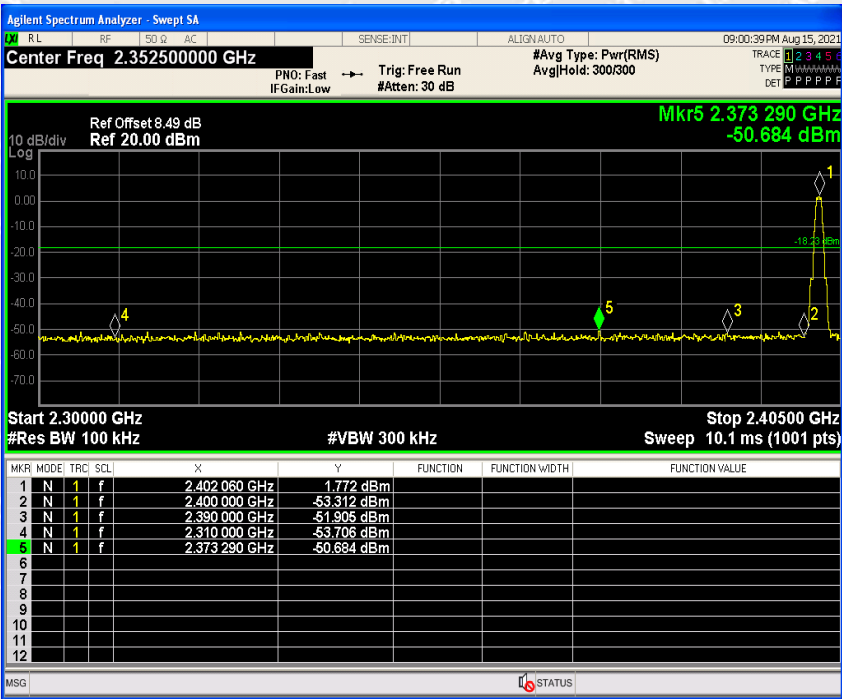 Agilent Spectrum Analyzer - Swept SA
LXI RL RF 50 Ω AC SENSE:INT ALIGN AUTO 09:00:39 PM Aug 15, 2021
Center Freq 2.352500000 GHz #Avg Type: Pwr(RMS) TRACE 1 2 3 4 5 6
PNO: Fast Trig: Free Run Avg|Hold: 300/300 TYPE M WWWWW
IFGain:Low #Atten: 30 dB DET P P P P P P
Mkr5 2.373 290 GHz
Ref Offset 8.49 dB -50.684 dBm
10 dB/div Ref 20.00 dBm
Log
1
10.0
0.00
-10.0
-18.23 dBm
-20.0
-30.0
-40.0
4 5 3 2
-50.0
-60.0
-70.0
Start 2.30000 GHz Stop 2.40500 GHz
#Res BW 100 kHz #VBW 300 kHz Sweep 10.1 ms (1001 pts)
MKR MODE TRC SCL X Y FUNCTION FUNCTION WIDTH FUNCTION VALUE
1 N 1 f 2.402 060 GHz 1.772 dBm
2 N 1 f 2.400 000 GHz -53.312 dBm
3 N 1 f 2.390 000 GHz -51.905 dBm
4 N 1 f 2.310 000 GHz -53.706 dBm
5 N 1 f 2.373 290 GHz -50.684 dBm
6
7
8
9
10
11
12
MSG STATUS